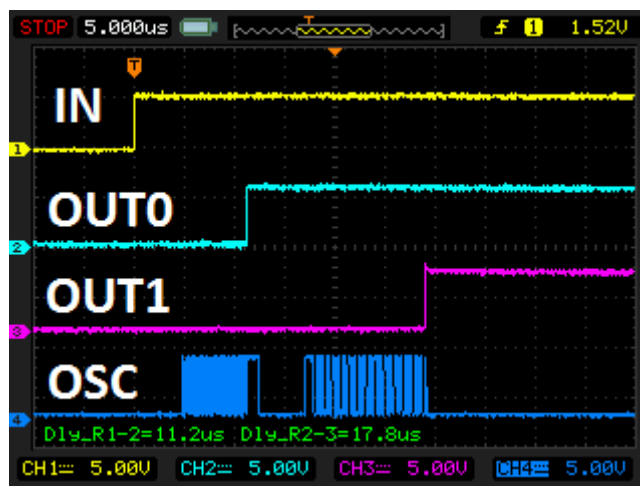 STOP 5.000us T 1 1.52V
T
IN
1
OUT0
2
OUT1
3
OSC
4
Dly_R1-2=11.2us Dly_R2-3=17.8us
CH1 5.00V CH2 5.00V CH3 5.00V CH4 5.00V